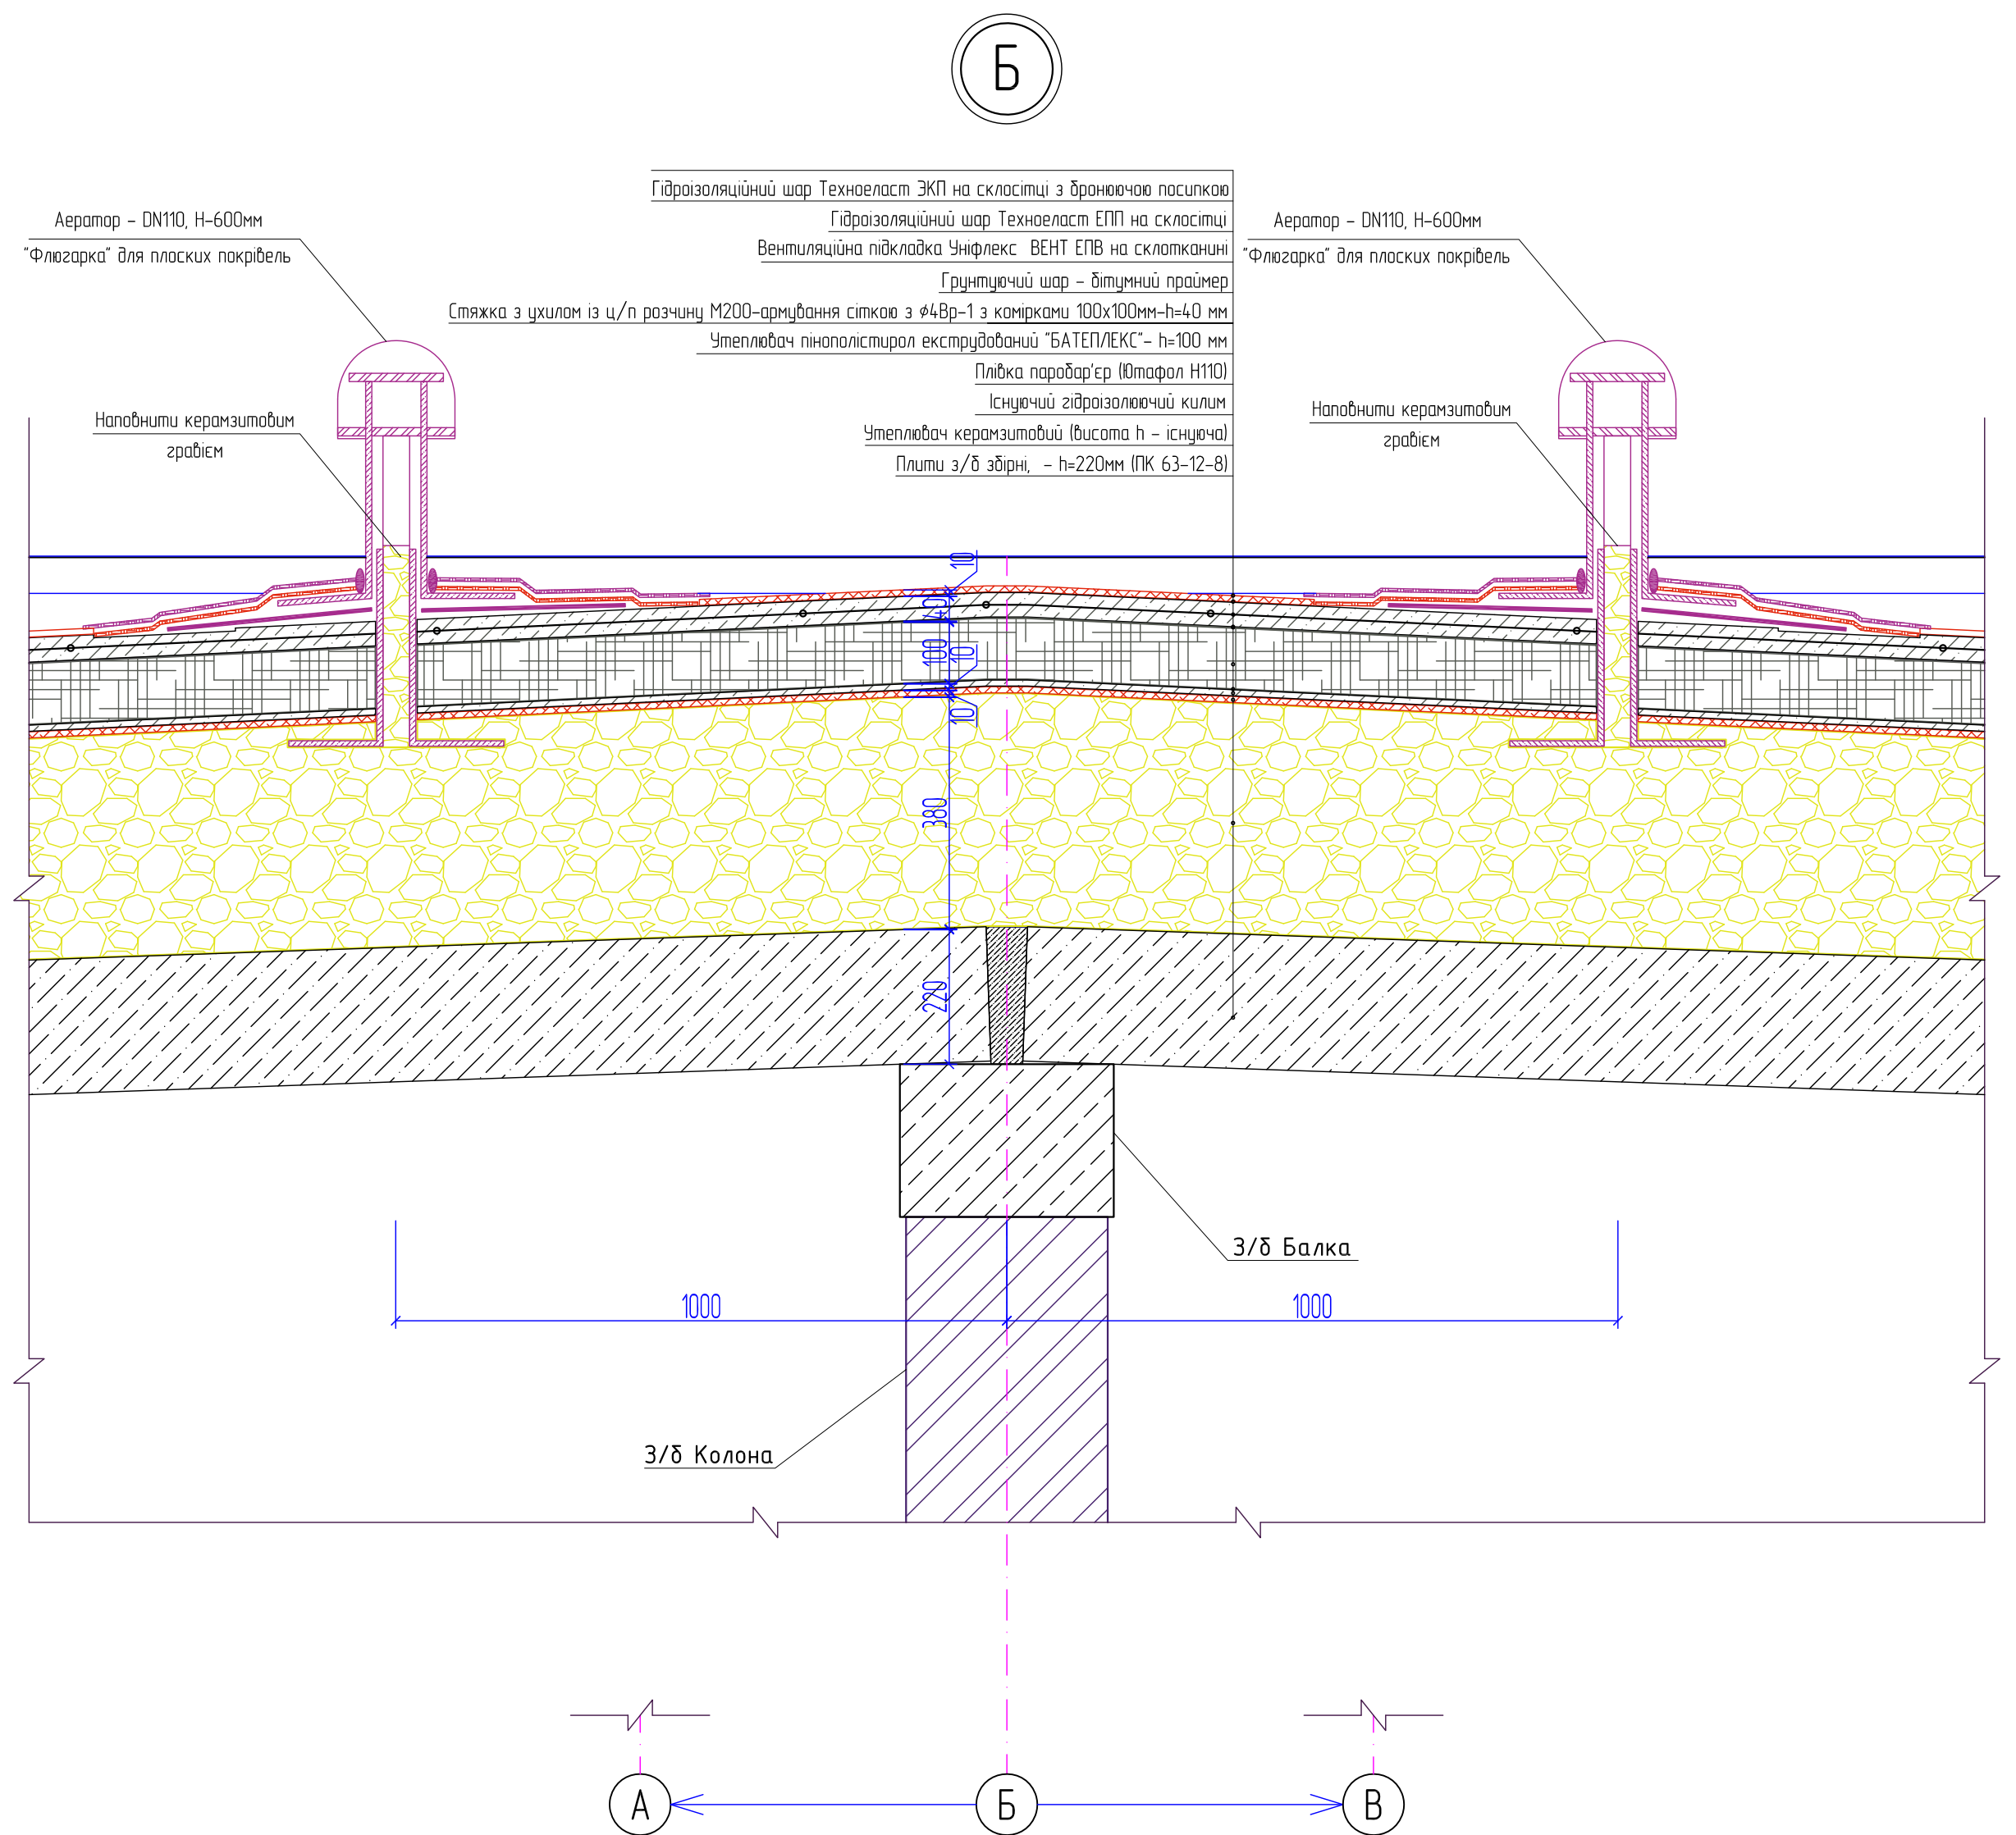 Б
Гідроізоляційний шар Техноеласт ЭКП на склосітці з бронюючою посипкою
Гідроізоляційний шар Техноеласт ЕПП на склосітці
Вентиляційна підкладка Уніфлекс ВЕНТ ЕПВ на склотканині
Грунтуючий шар - бітумний праймер
Стяжка з ухилом із ц/п розчину М200-армування сіткою з ⌀4Вр-1 з комірками 100х100мм-h=40 мм
Утеплювач пінополістирол екструдований "БАТЕПЛЕКС"- h=100 мм
Плівка паробар'єр (Ютафол Н110)
Існуючий гідроізолюючий килим
Утеплювач керамзитовий (висота h - існуюча)
Плити з/б збірні, - h=220мм (ПК 63-12-8)
Аератор - DN110, Н-600мм
"Флюгарка" для плоских покрівель
Аератор - DN110, Н-600мм
"Флюгарка" для плоских покрівель
Наповнити керамзитовим
гравієм
Наповнити керамзитовим
гравієм
10
40
100
10
10
380
220
З/б Балка
1000
1000
З/б Колона
А
Б
В